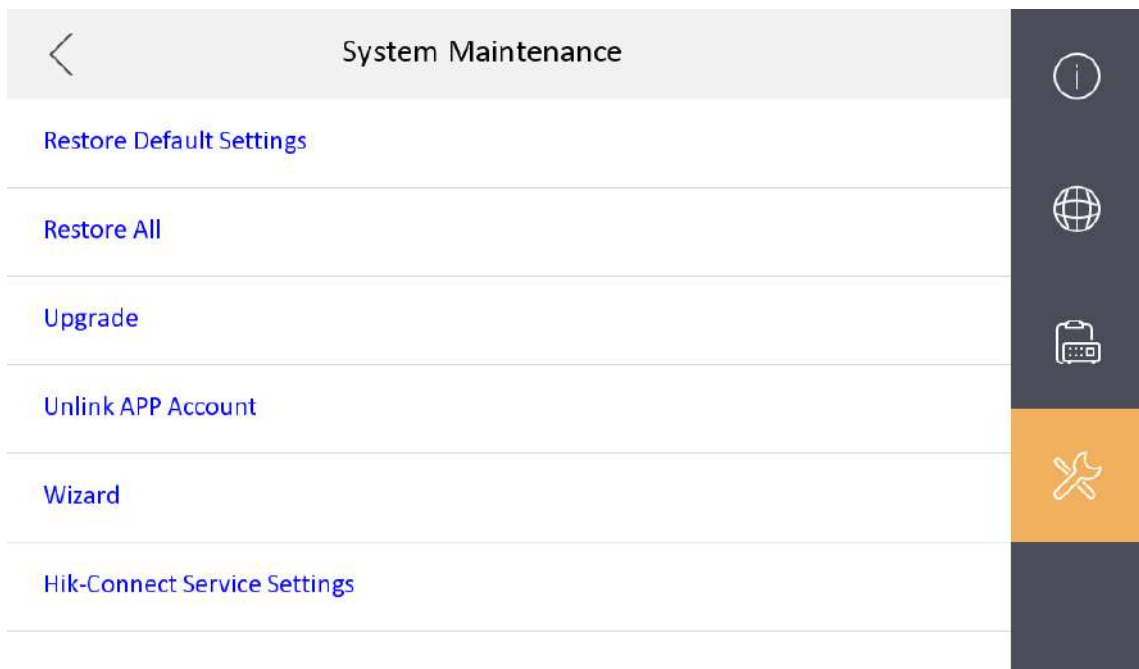 System Maintenance
Restore Default Settings
Restore All
Upgrade
Unlink APP Account
Wizard
Hik-Connect Service Settings